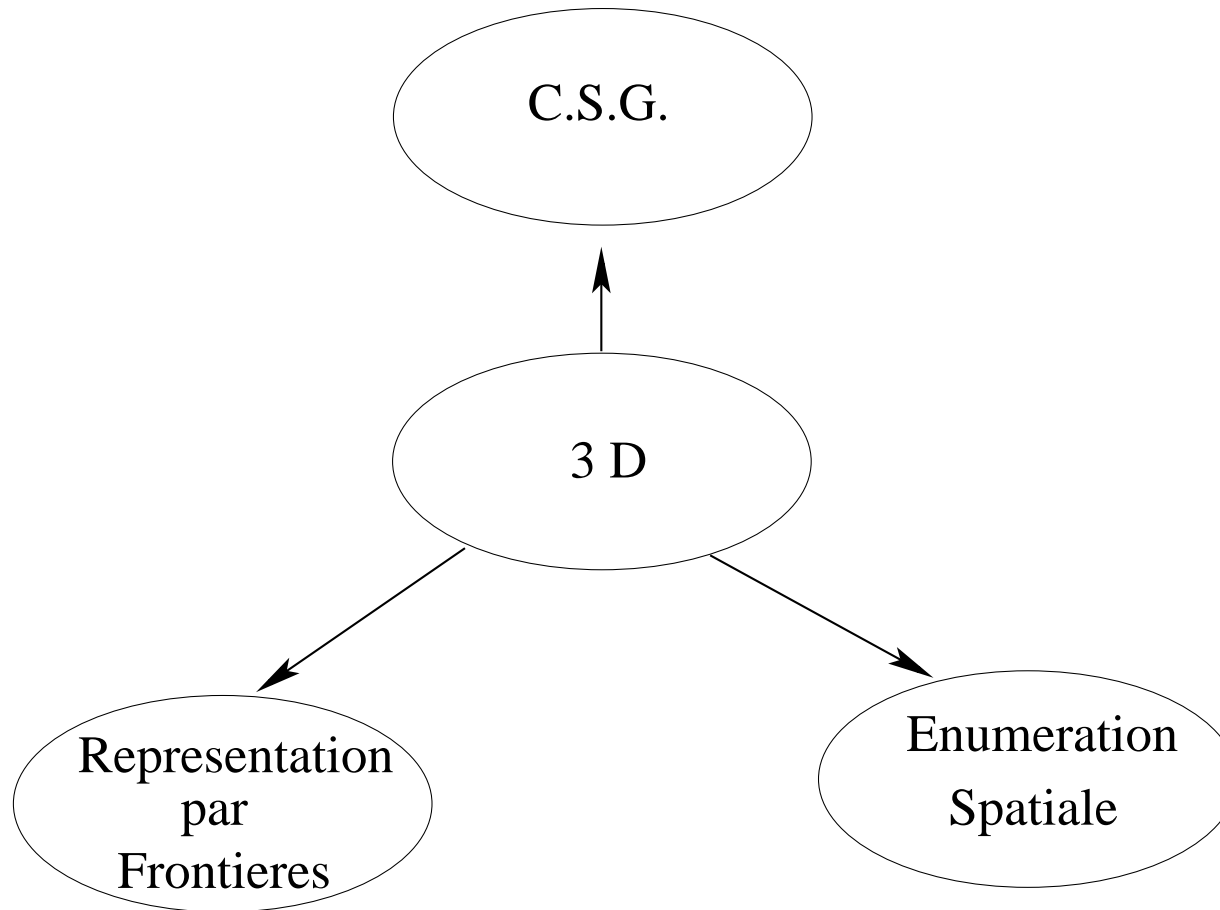 C.S.G.
3 D
Representation
par
Frontieres
Enumeration
Spatiale